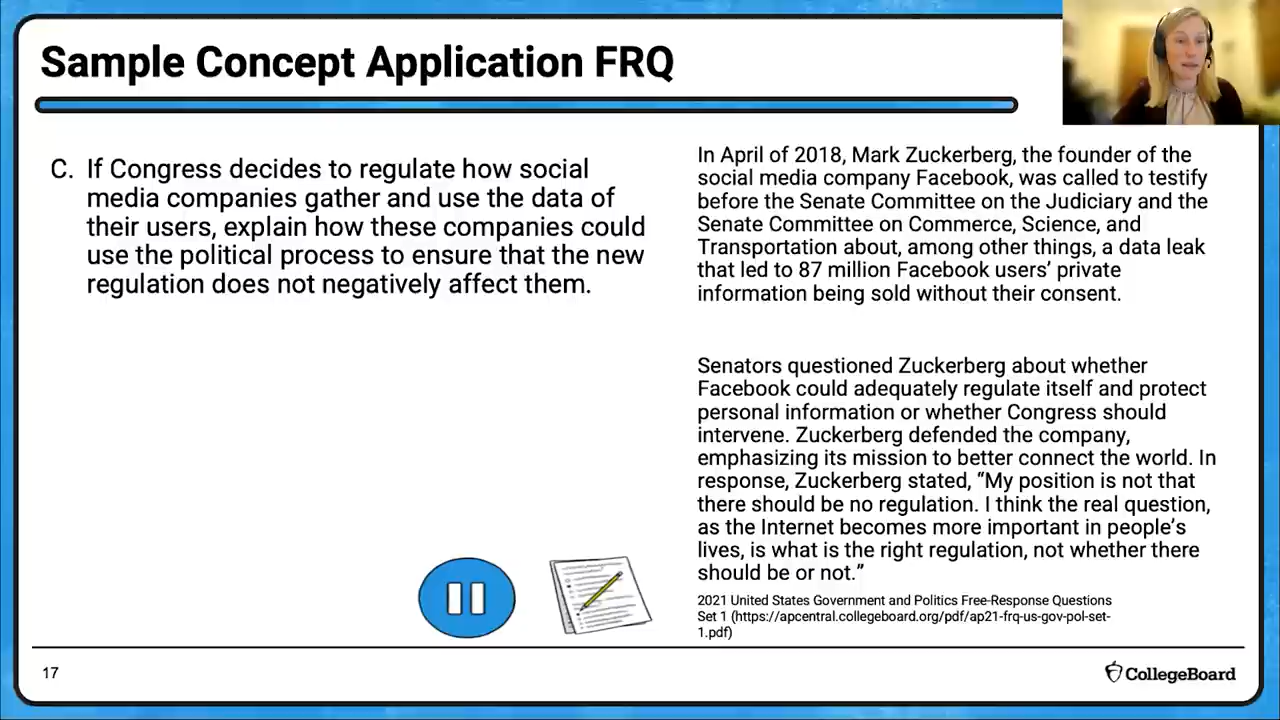 Sample Concept Application FRQ
C. If Congress decides to regulate how social
media companies gather and use the data of
their users, explain how these companies could
use the political process to ensure that the new
regulation does not negatively affect them.
In April of 2018, Mark Zuckerberg, the founder of the
social media company Facebook, was called to testify
before the Senate Committee on the Judiciary and the
Senate Committee on Commerce, Science, and
Transportation about, among other things, a data leak
that led to 87 million Facebook users’ private
information being sold without their consent.
Senators questioned Zuckerberg about whether
Facebook could adequately regulate itself and protect
personal information or whether Congress should
intervene. Zuckerberg defended the company,
emphasizing its mission to better connect the world. In
response, Zuckerberg stated, “My position is not that
there should be no regulation. I think the real question,
as the Internet becomes more important in people’s
lives, is what is the right regulation, not whether there
should be or not.”
2021 United States Government and Politics Free-Response Questions
Set 1 (https://apcentral.collegeboard.org/pdf/ap21-frq-us-gov-pol-set-
1.pdf)
17
CollegeBoard